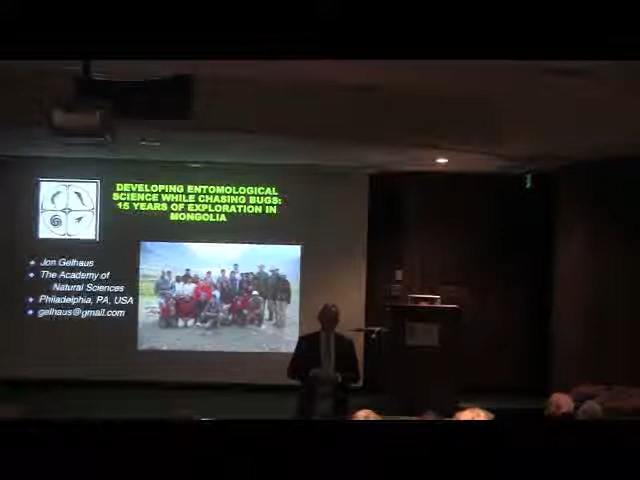 DEVELOPING ENTOMOLOGICAL
SCIENCE WHILE CHASING BUGS:
15 YEARS OF EXPLORATION IN
MONGOLIA
Jon Gelhaus
The Academy of
Natural Sciences
Philadelphia, PA, USA
gelhaus@gmail.com